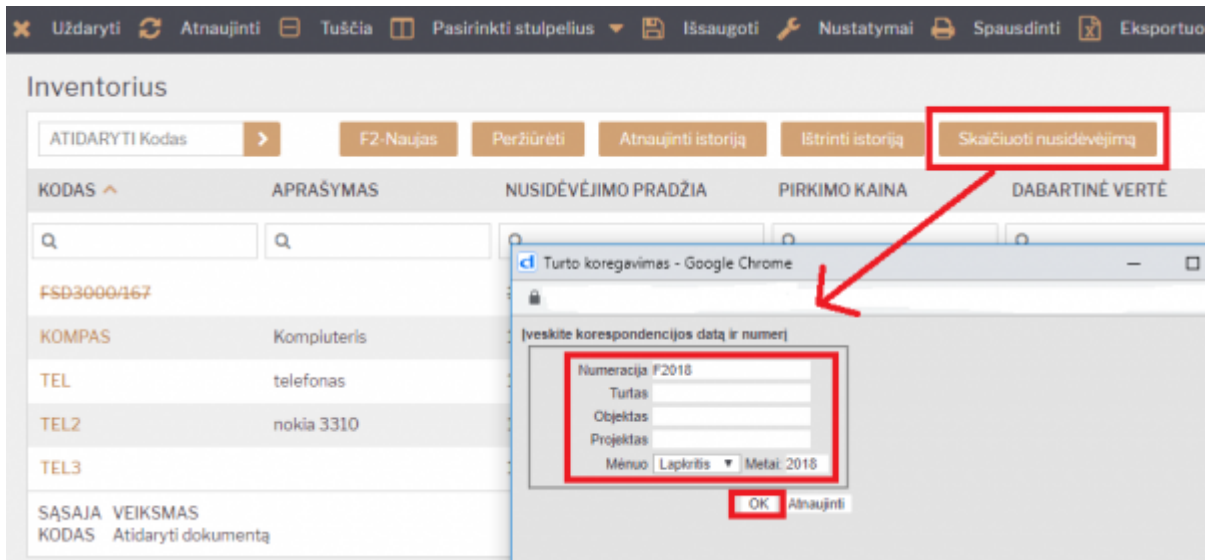 Uždaryti Atnaujinti Tuščia Pasirinkti stulpelius Išsaugoti Nustatymai Spausdinti Eksportuo
Inventorius
ATIDARYTI Kodas F2-Naujas Peržiūrėti Atnaujinti istoriją Ištrinti istoriją Skaičiuoti nusidėvėjimą
KODAS APRAŠYMAS NUSIDĖVĖJIMO PRADŽIA PIRKIMO KAINA DABARTINĖ VERTĖ
FSD3000/167
KOMPAS Kompiuteris
TEL telefonas
TEL2 nokia 3310
TEL3
SĄSAJA VEIKSMAS
KODAS Atidaryti dokumentą
Turto koregavimas - Google Chrome
Įveskite korespondencijos datą ir numerį
Numeracija F2018
Turtas
Objektas
Projektas
Mėnuo Lapkritis Metai: 2018
OK Atnaujinti